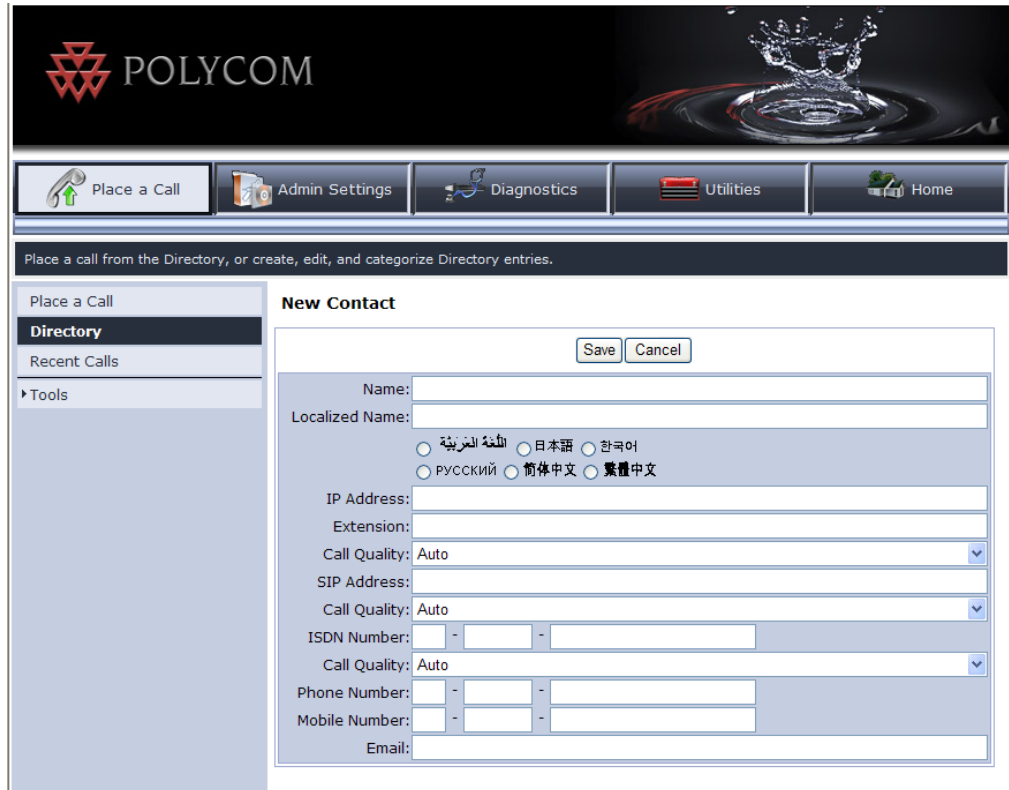 POLYCOM
Place a Call
Admin Settings
Diagnostics
Utilities
Home
Place a call from the Directory, or create, edit, and categorize Directory entries.
Place a Call
Directory
Recent Calls
Tools
New Contact
Save Cancel
Name:
Localized Name:
اللُّغَةُ العَرَبِيَّة 日本語 한국어
РУССКИЙ 简体中文 繁體中文
IP Address:
Extension:
Call Quality: Auto
SIP Address:
Call Quality: Auto
ISDN Number: - -
Call Quality: Auto
Phone Number: - -
Mobile Number: - -
Email: